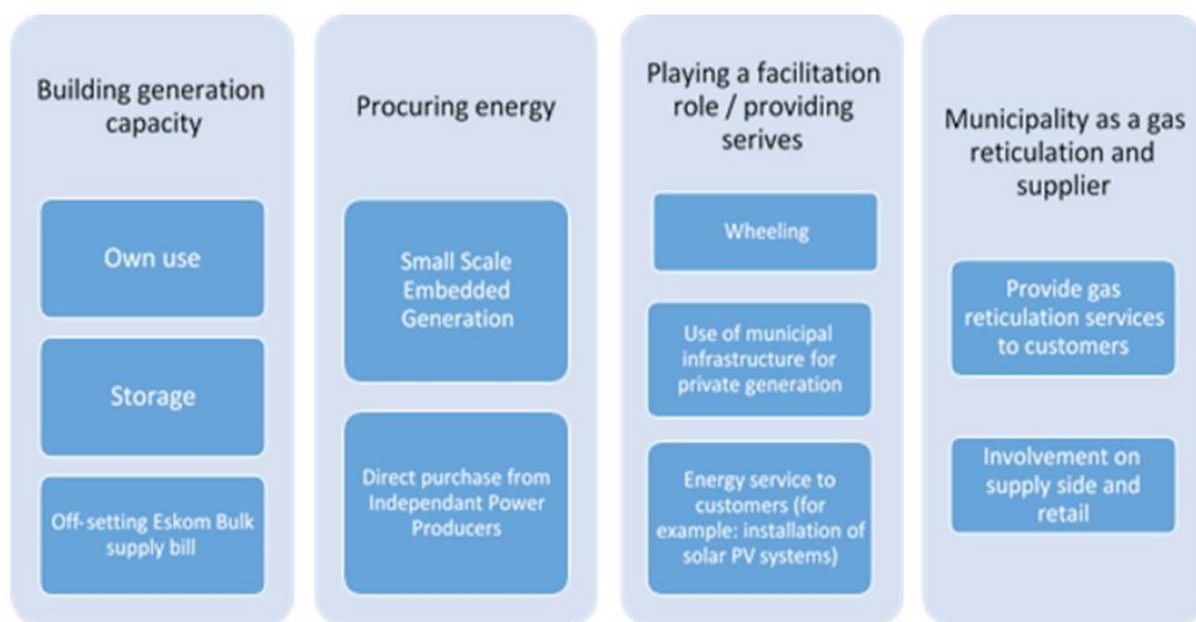 Building generation
capacity
Own use
Storage
Off-setting Eskom Bulk
supply bill
Procuring energy
Small Scale
Embedded
Generation
Direct purchase from
Independant Power
Producers
Playing a facilitation
role / providing
serives
Wheeling
Use of municipal
infrastructure for
private generation
Energy service to
customers (for
example: installation of
solar PV systems)
Municipality as a gas
reticulation and
supplier
Provide gas
reticulation services
to customers
Involvement on
supply side and
retail